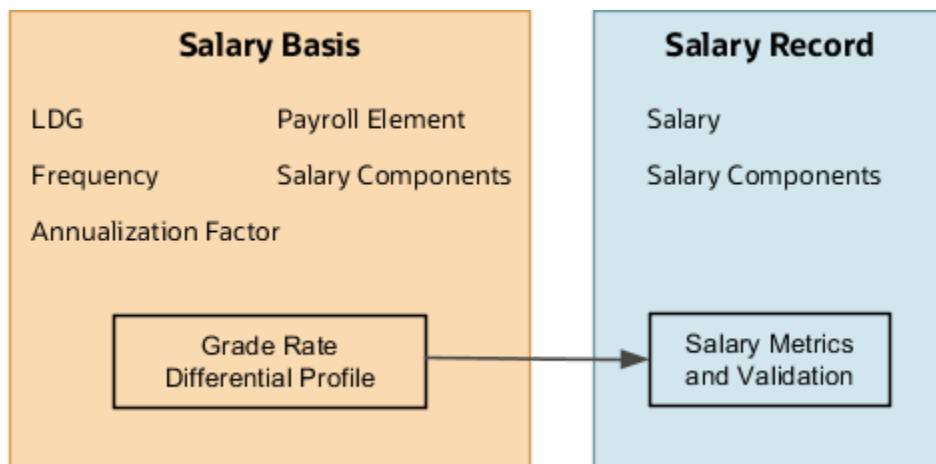 Salary Basis
LDG
Payroll Element
Frequency
Salary Components
Annualization Factor
Grade Rate
Differential Profile
Salary Record
Salary
Salary Components
Salary Metrics
and Validation